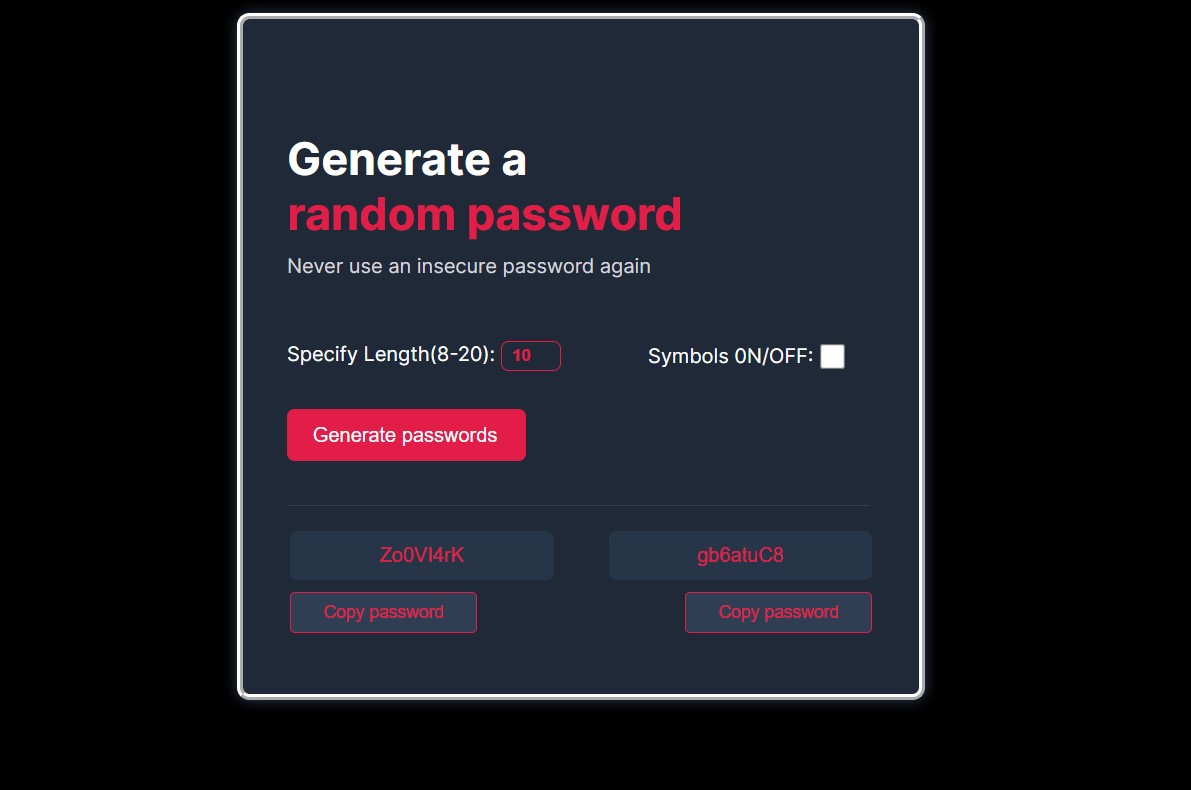 Generate a
random password
Never use an insecure password again
Specify Length(8-20): 10
Symbols 0N/OFF:
Generate passwords
Zo0VI4rK
gb6atuC8
Copy password
Copy password